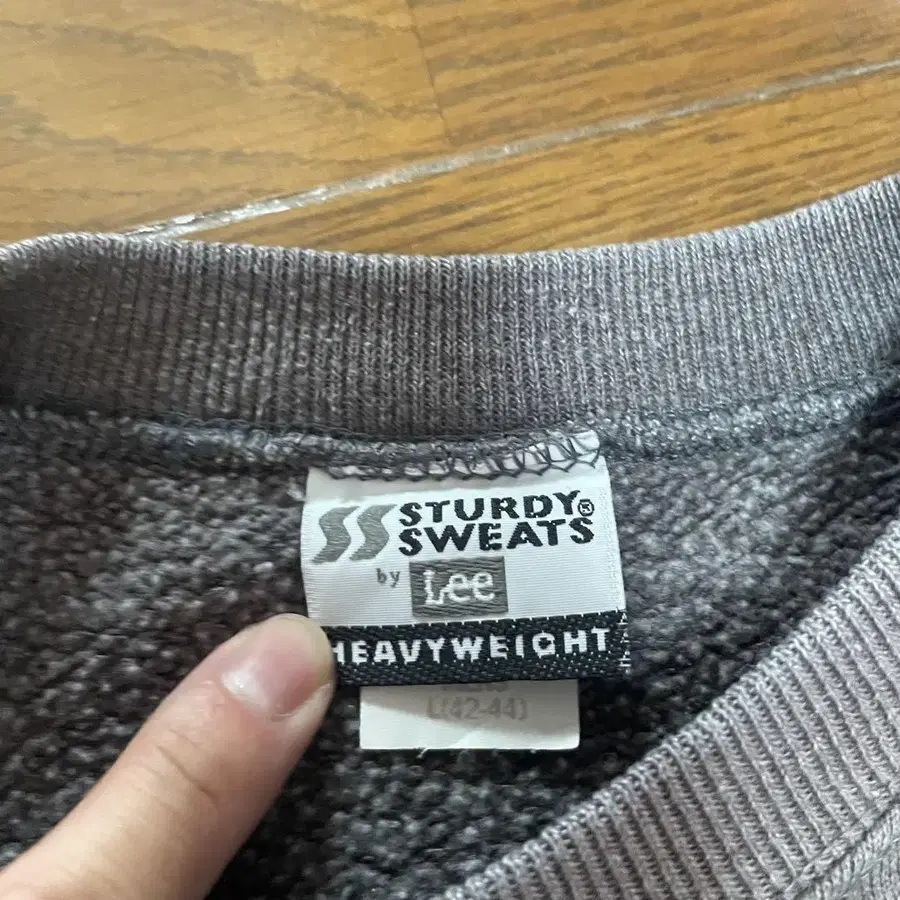 STURDY®
SWEATS
by Lee
HEAVYWEIGHT
L(42-44)